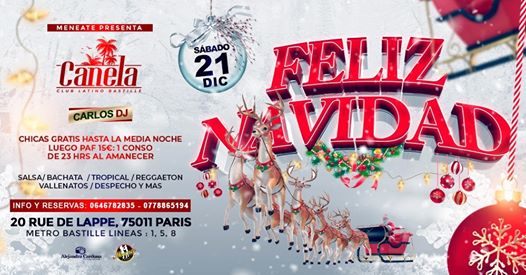 MENEATE PRESENTA
Canela
CLUB LATINO BASTILLE
CARLOS DJ
CHICAS GRATIS HASTA LA MEDIA NOCHE
LUEGO PAF 15€: 1 CONSO
DE 23 HRS AL AMANECER
SALSA/ BACHATA / TROPICAL / REGGAETON
VALLENATOS / DESPECHO Y MAS
INFO Y RESERVAS: 0646782835 - 0778865194
20 RUE DE LAPPE, 75011 PARIS
METRO BASTILLE LINEAS : 1, 5, 8
Alejandro Cardona
SÁBADO
21
DIC
FELIZ
NAVIDAD